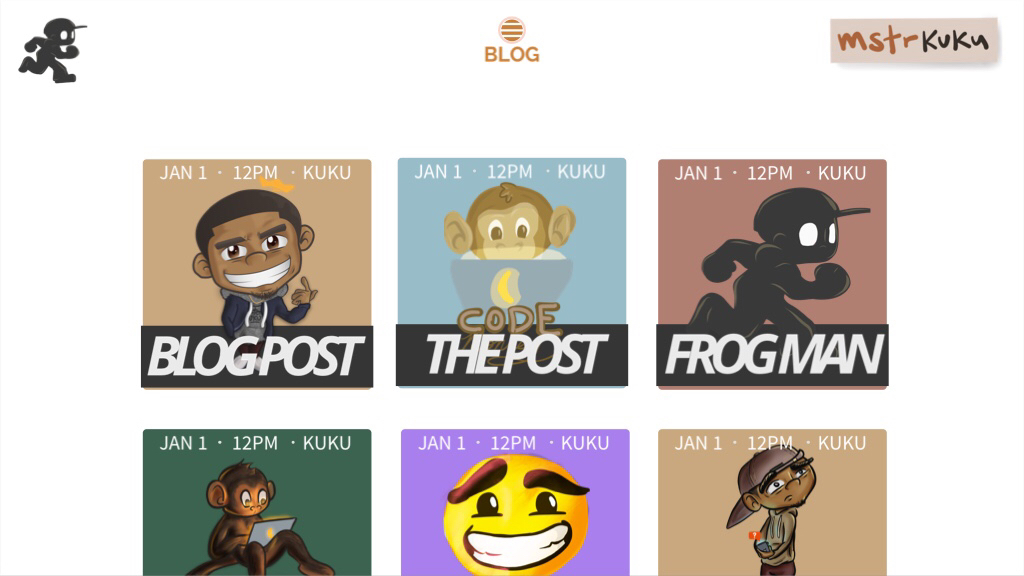 BLOG
mstrKUKU
JAN 1 · 12PM · KUKU
BLOG POST
JAN 1 · 12PM · KUKU
CODE
THE POST
JAN 1 · 12PM · KUKU
FROG MAN
JAN 1 · 12PM · KUKU
JAN 1 · 12PM · KUKU
JAN 1 · 12PM · KUKU